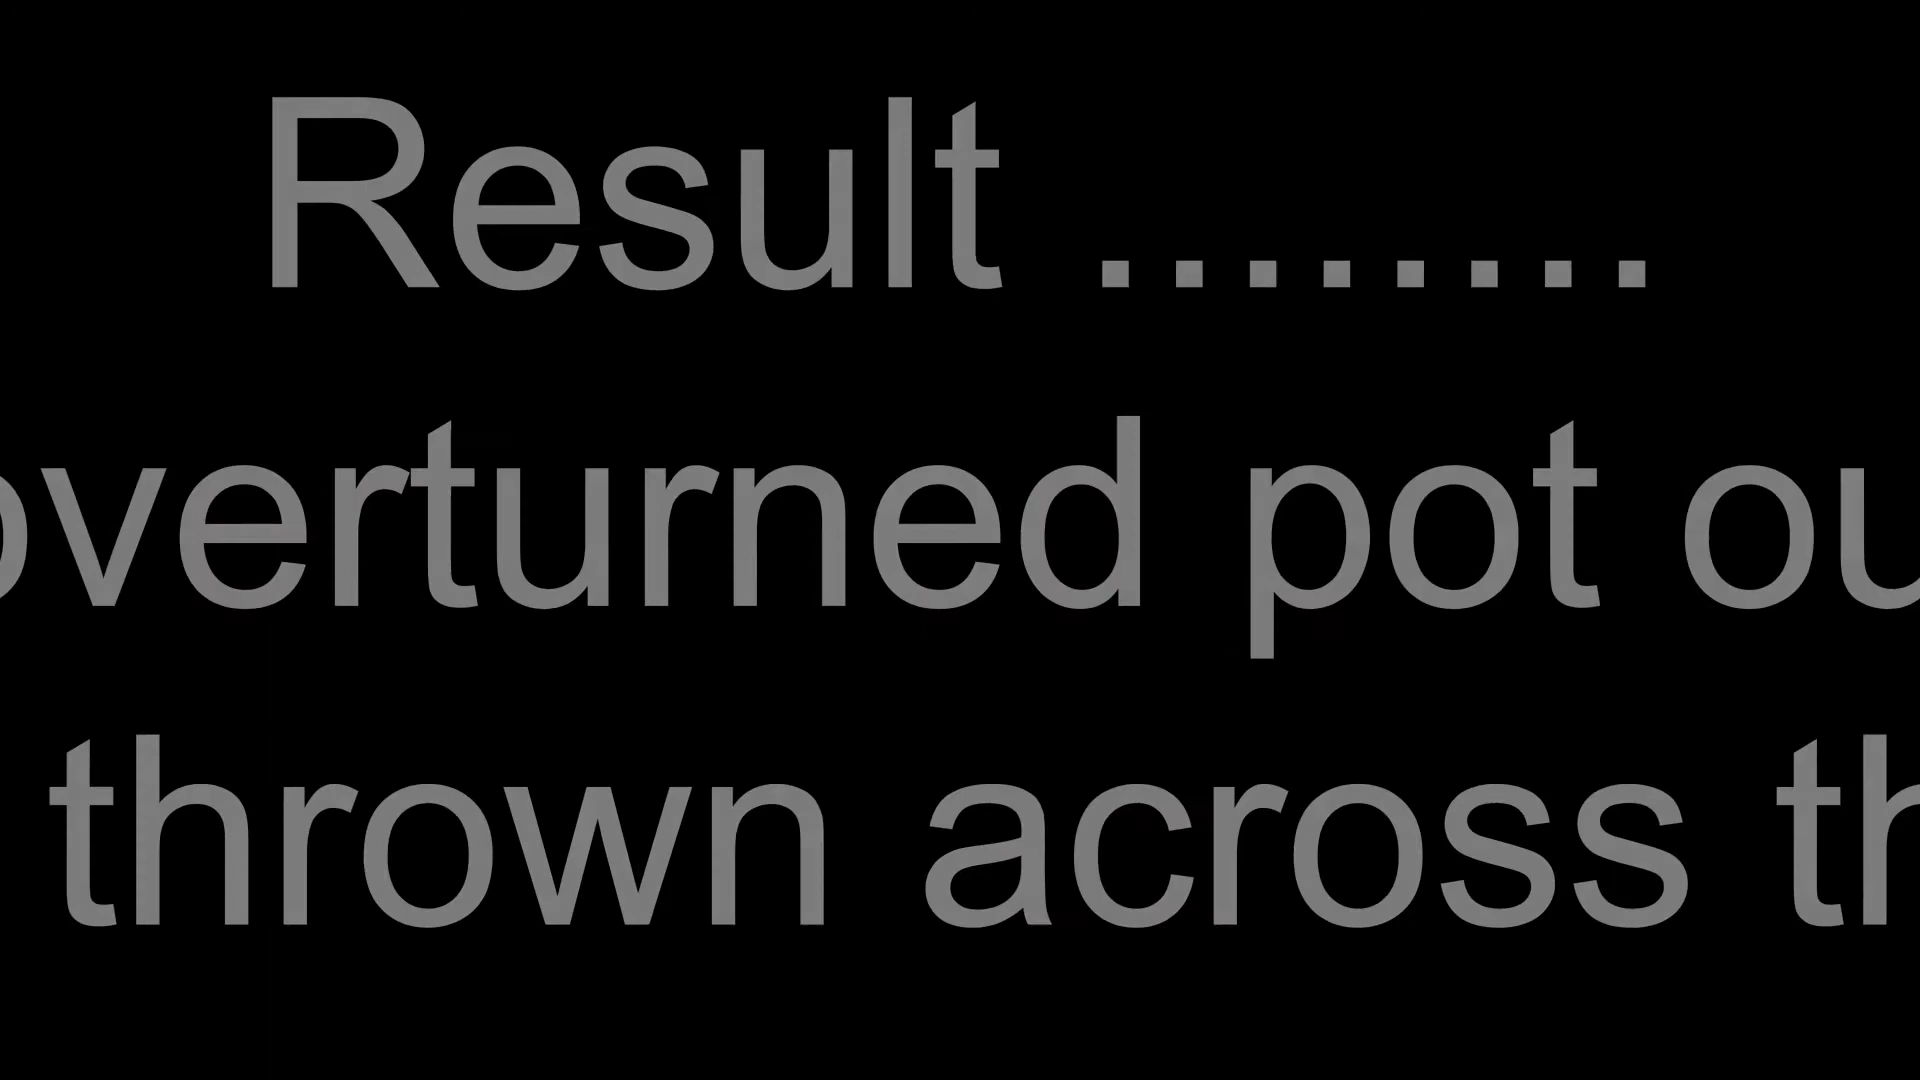 Result ........
overturned pot ou
thrown across th